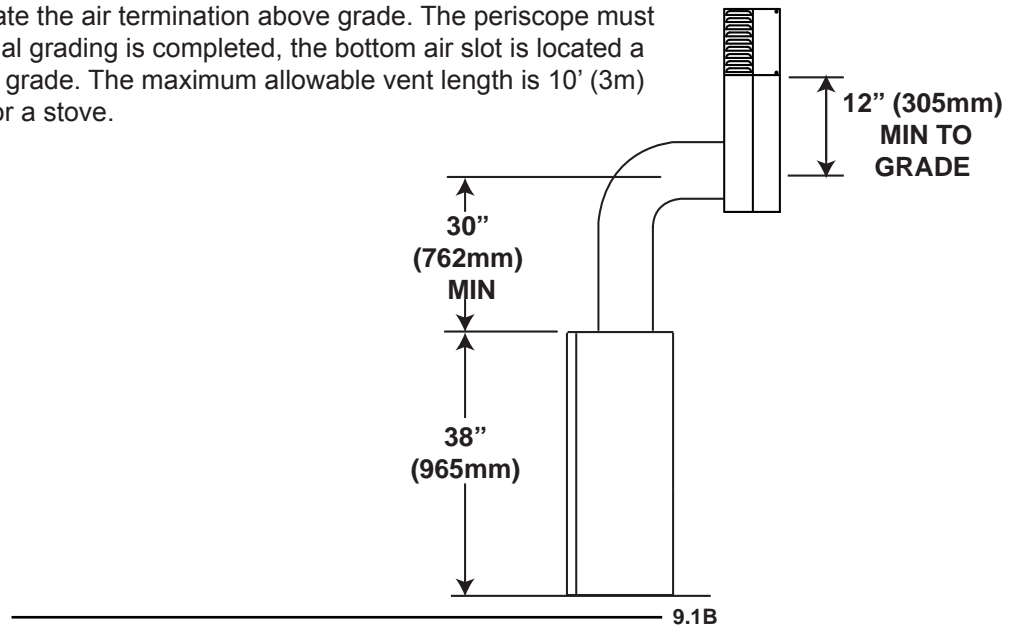 ate the air termination above grade. The periscope must
al grading is completed, the bottom air slot is located a
grade. The maximum allowable vent length is 10’ (3m)
or a stove.
12” (305mm)
MIN TO
GRADE
30”
(762mm)
MIN
38”
(965mm)
9.1B